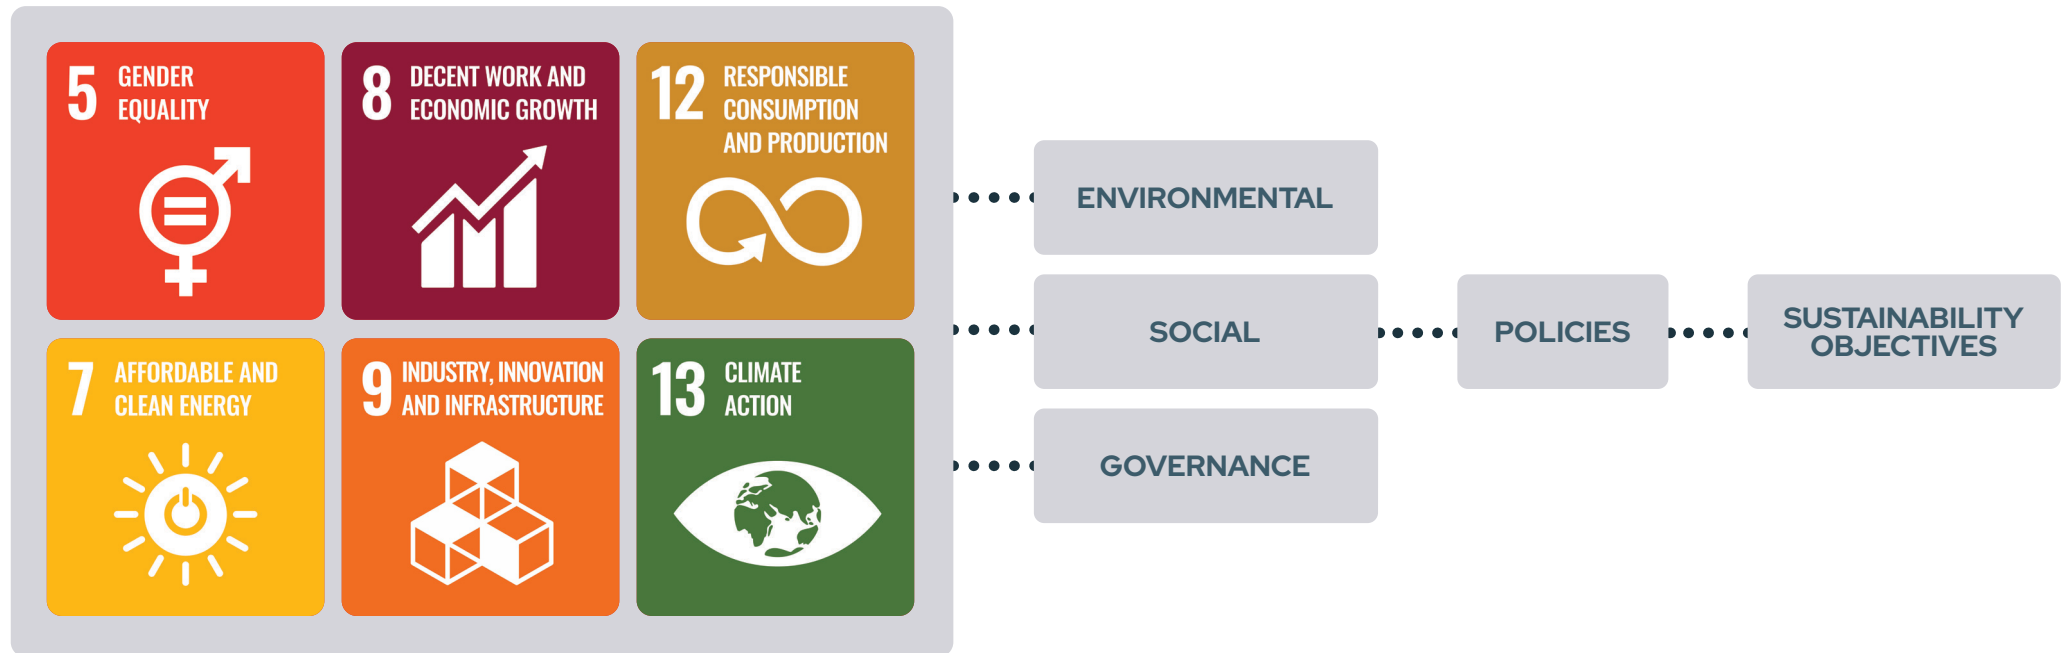 5 GENDER
EQUALITY
8 DECENT WORK AND
ECONOMIC GROWTH
12 RESPONSIBLE
CONSUMPTION
AND PRODUCTION
7 AFFORDABLE AND
CLEAN ENERGY
9 INDUSTRY, INNOVATION
AND INFRASTRUCTURE
13 CLIMATE
ACTION
ENVIRONMENTAL
SOCIAL
GOVERNANCE
POLICIES
SUSTAINABILITY
OBJECTIVES